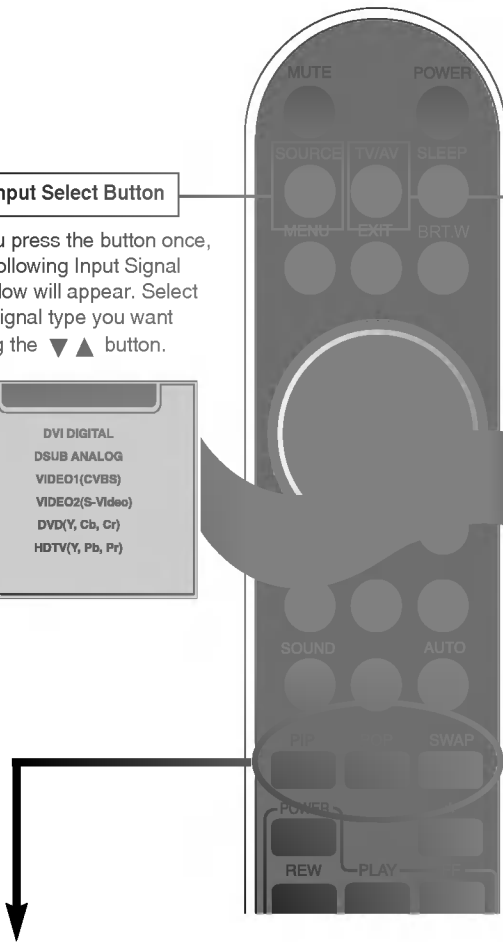 MUTE POWER
SOURCE TV/AV SLEEP
nput Select Button
MENU EXIT BRT.W
u press the button once,
ollowing Input Signal
ow will appear. Select
ignal type you want
g the ▼ ▲ button.
DVI DIGITAL
DSUB ANALOG
VIDEO1(CVBS)
VIDEO2(S-Video)
DVD(Y, Cb, Cr)
HDTV(Y, Pb, Pr)
SOUND AUTO
PIP SWAP
POWER
REW PLAY